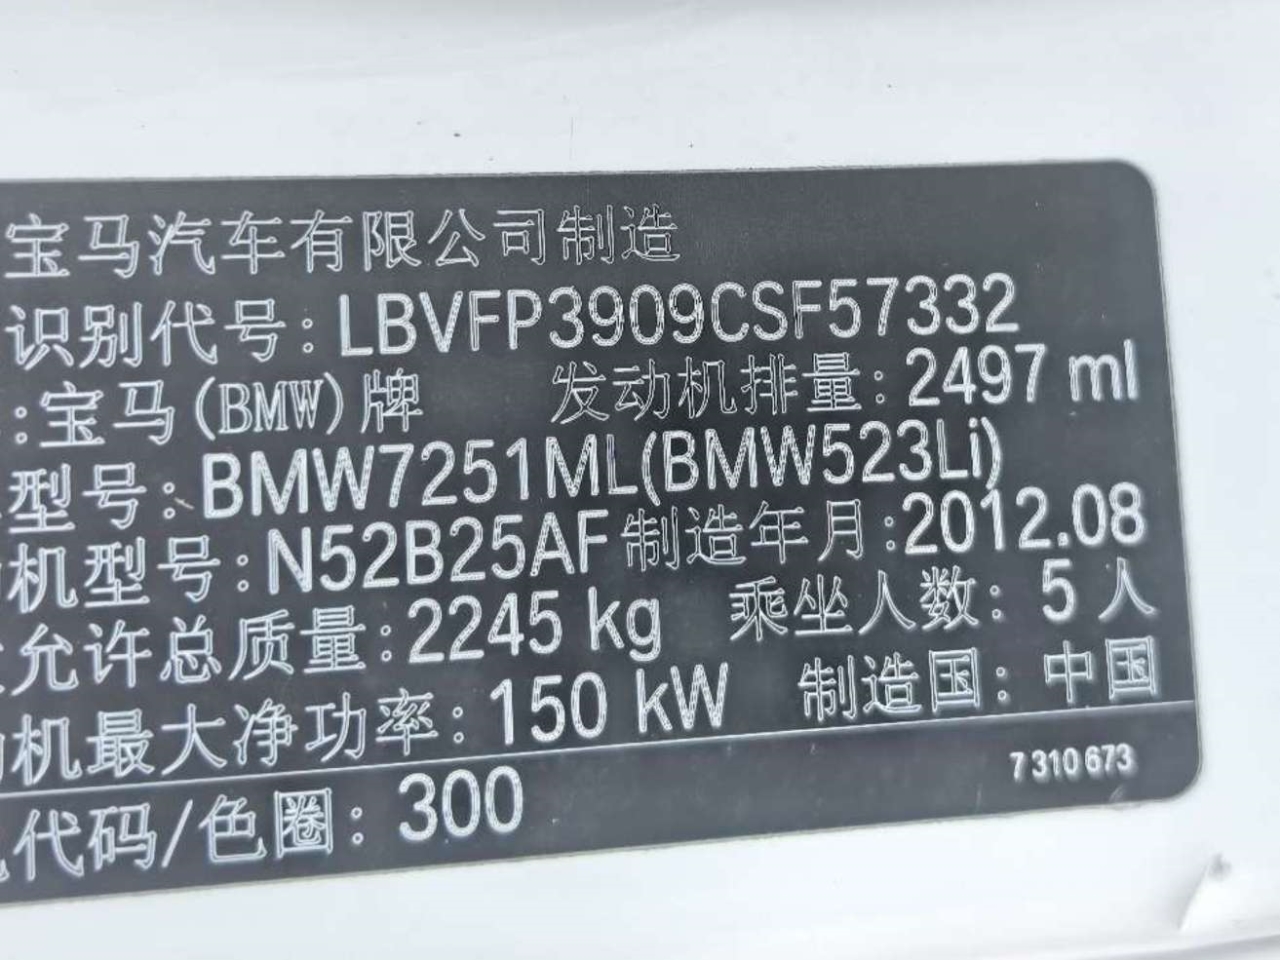 宝马汽车有限公司制造
识别代号:LBVFP3909CSF57332
:宝马(BMW)牌 发动机排量:2497 ml
型号:BMW7251ML(BMW523Li)
机型号:N52B25AF 制造年月:2012.08
允许总质量:2245 kg 乘坐人数:5人
机最大净功率:150 kW 制造国:中国
代码/色圈:300 7 310 673